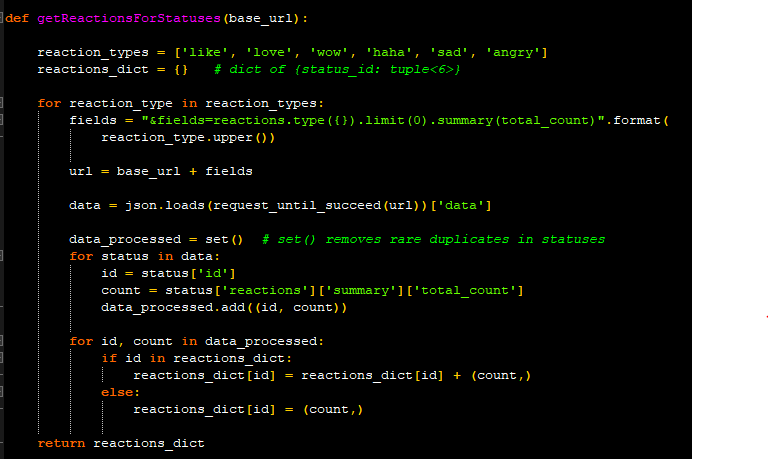 def getReactionsForStatuses(base_url):
reaction_types = ['like', 'love', 'wow', 'haha', 'sad', 'angry']
reactions_dict = {}   # dict of {status_id: tuple<6>}
for reaction_type in reaction_types:
fields = "&fields=reactions.type({}).limit(0).summary(total_count)".format(
reaction_type.upper())
url = base_url + fields
data = json.loads(request_until_succeed(url))['data']
data_processed = set()  # set() removes rare duplicates in statuses
for status in data:
id = status['id']
count = status['reactions']['summary']['total_count']
data_processed.add((id, count))
for id, count in data_processed:
if id in reactions_dict:
reactions_dict[id] = reactions_dict[id] + (count,)
else:
reactions_dict[id] = (count,)
return reactions_dict